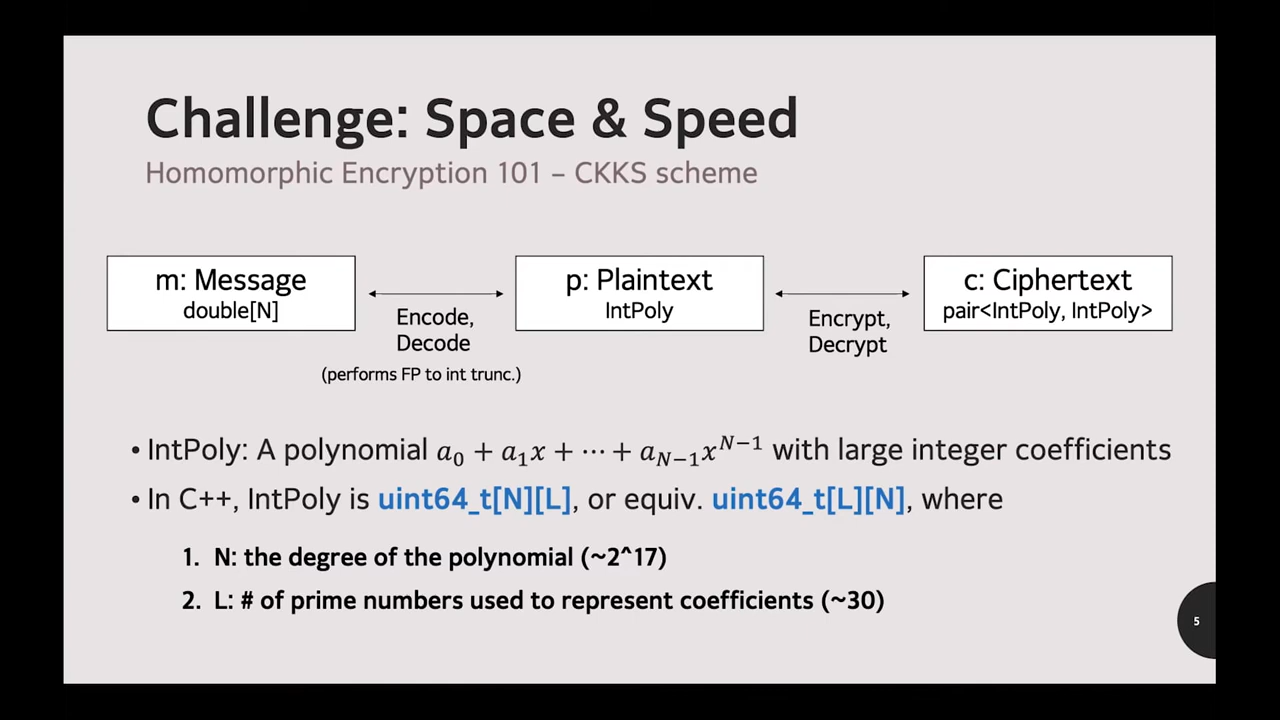 Challenge: Space & Speed
Homomorphic Encryption 101 – CKKS scheme
m: Message
double[N]
Encode,
Decode
(performs FP to int trunc.)
p: Plaintext
IntPoly
Encrypt,
Decrypt
c: Ciphertext
pair<IntPoly, IntPoly>
• IntPoly: A polynomial a₀ + a₁x + ⋯ + a_{N−1}x^{N−1} with large integer coefficients
• In C++, IntPoly is uint64_t[N][L], or equiv. uint64_t[L][N], where
1. N: the degree of the polynomial (~2^17)
2. L: # of prime numbers used to represent coefficients (~30)
5